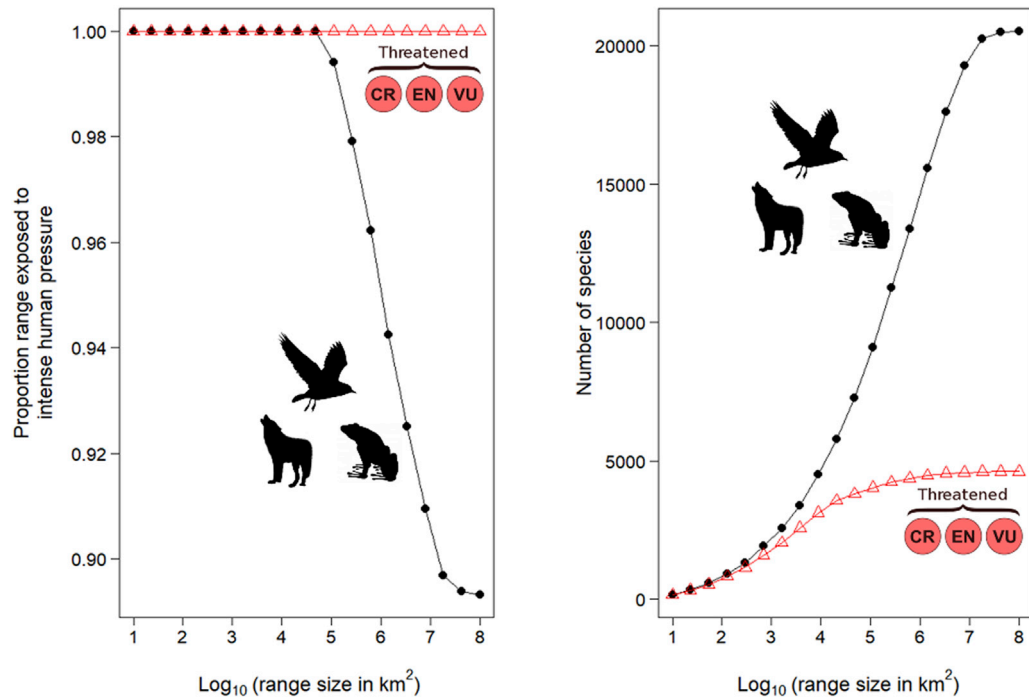 Proportion range exposed to
intense human pressure
1.00
0.98
0.96
0.94
0.92
0.90
Threatened
CR EN VU
1 2 3 4 5 6 7 8
Log₁₀ (range size in km²)
Number of species
20000
15000
10000
5000
0
Threatened
CR EN VU
1 2 3 4 5 6 7 8
Log₁₀ (range size in km²)